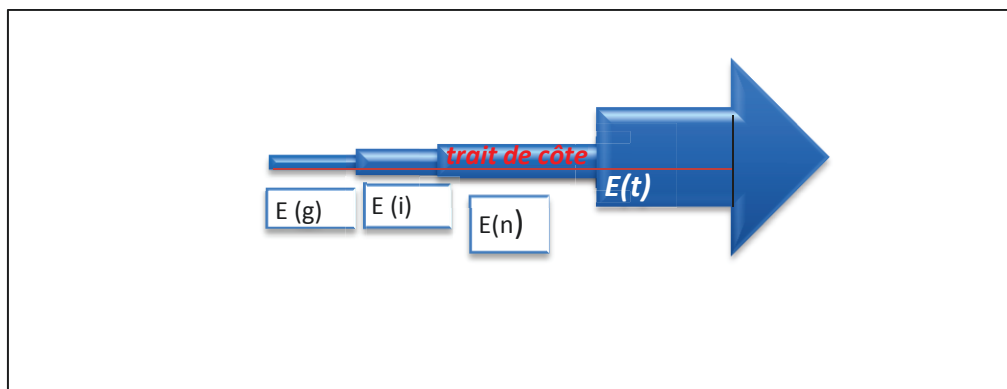 trait de côte
E(t)
E (g)
E (i)
E(n)